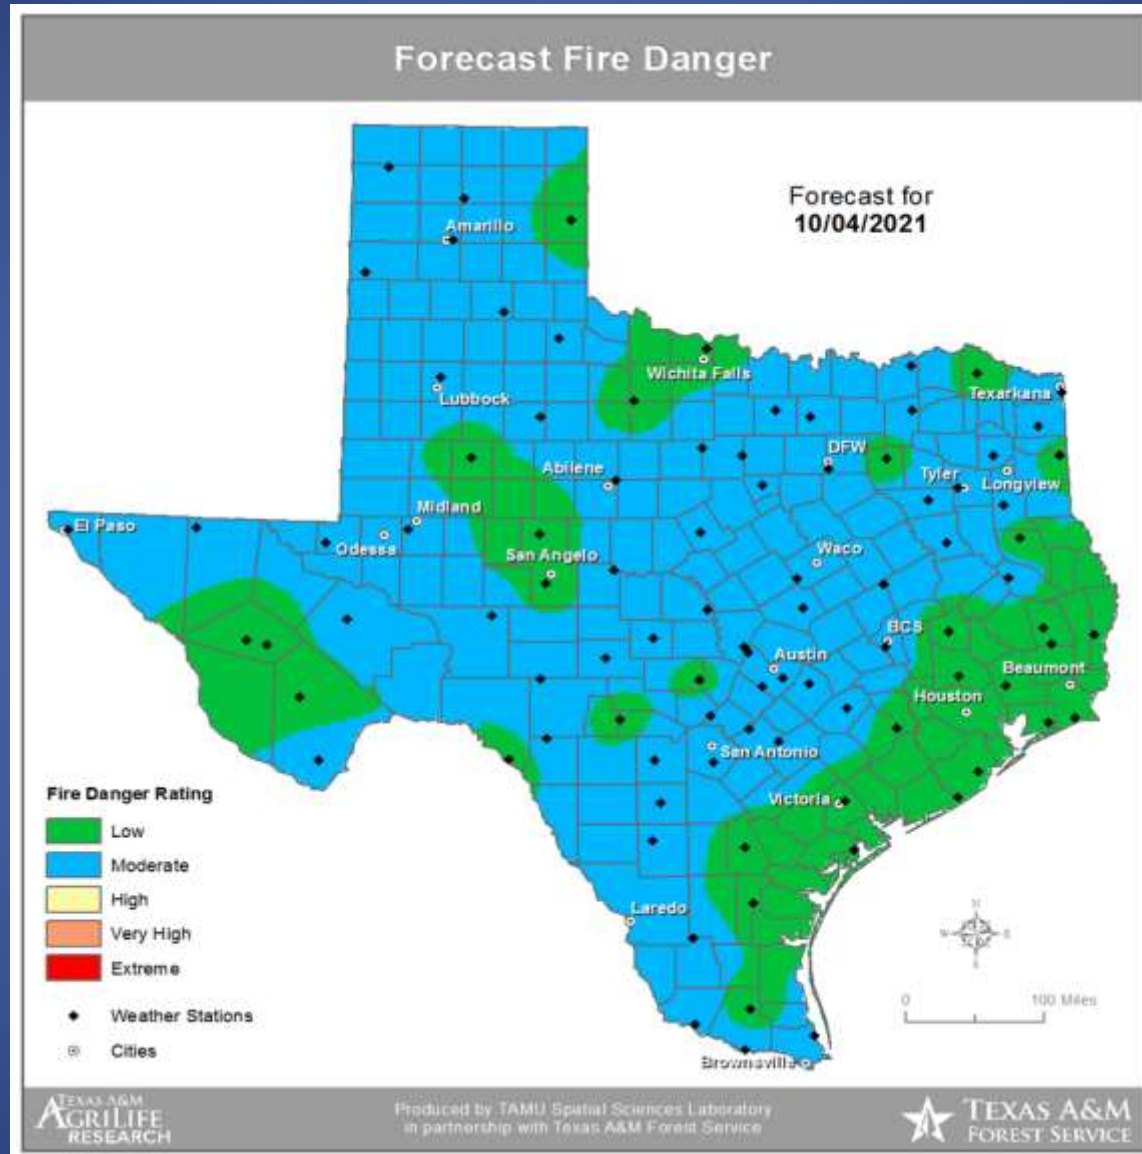 Forecast Fire Danger
Forecast for
10/04/2021
Amarillo
Wichita Falls
Lubbock
Texarkana
DFW
Abilene
Tyler
Longview
Midland
El Paso
Odessa
San Angelo
Waco
BCS
Austin
Beaumont
Houston
San Antonio
Victoria
Laredo
Brownsville
Fire Danger Rating
Low
Moderate
High
Very High
Extreme
Weather Stations
Cities
N
W
E
S
0
100 Miles
TEXAS A&M
AGRILIFE
RESEARCH
Produced by TAMU Spatial Sciences Laboratory
in partnership with Texas A&M Forest Service
TEXAS A&M
FOREST SERVICE